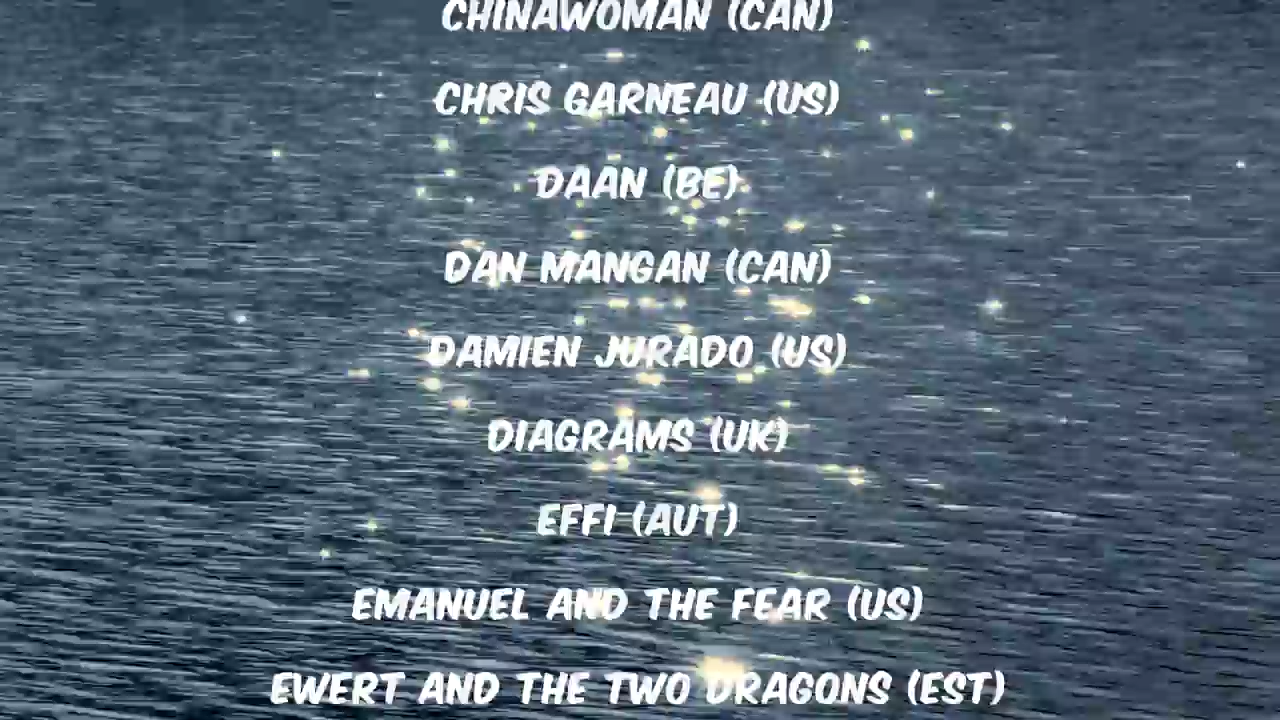 CHINAWOMAN (CAN)
CHRIS GARNEAU (US)
DAAN (BE)
DAN MANGAN (CAN)
DAMIEN JURADO (US)
DIAGRAMS (UK)
EFFI (AUT)
EMANUEL AND THE FEAR (US)
EWERT AND THE TWO DRAGONS (EST)